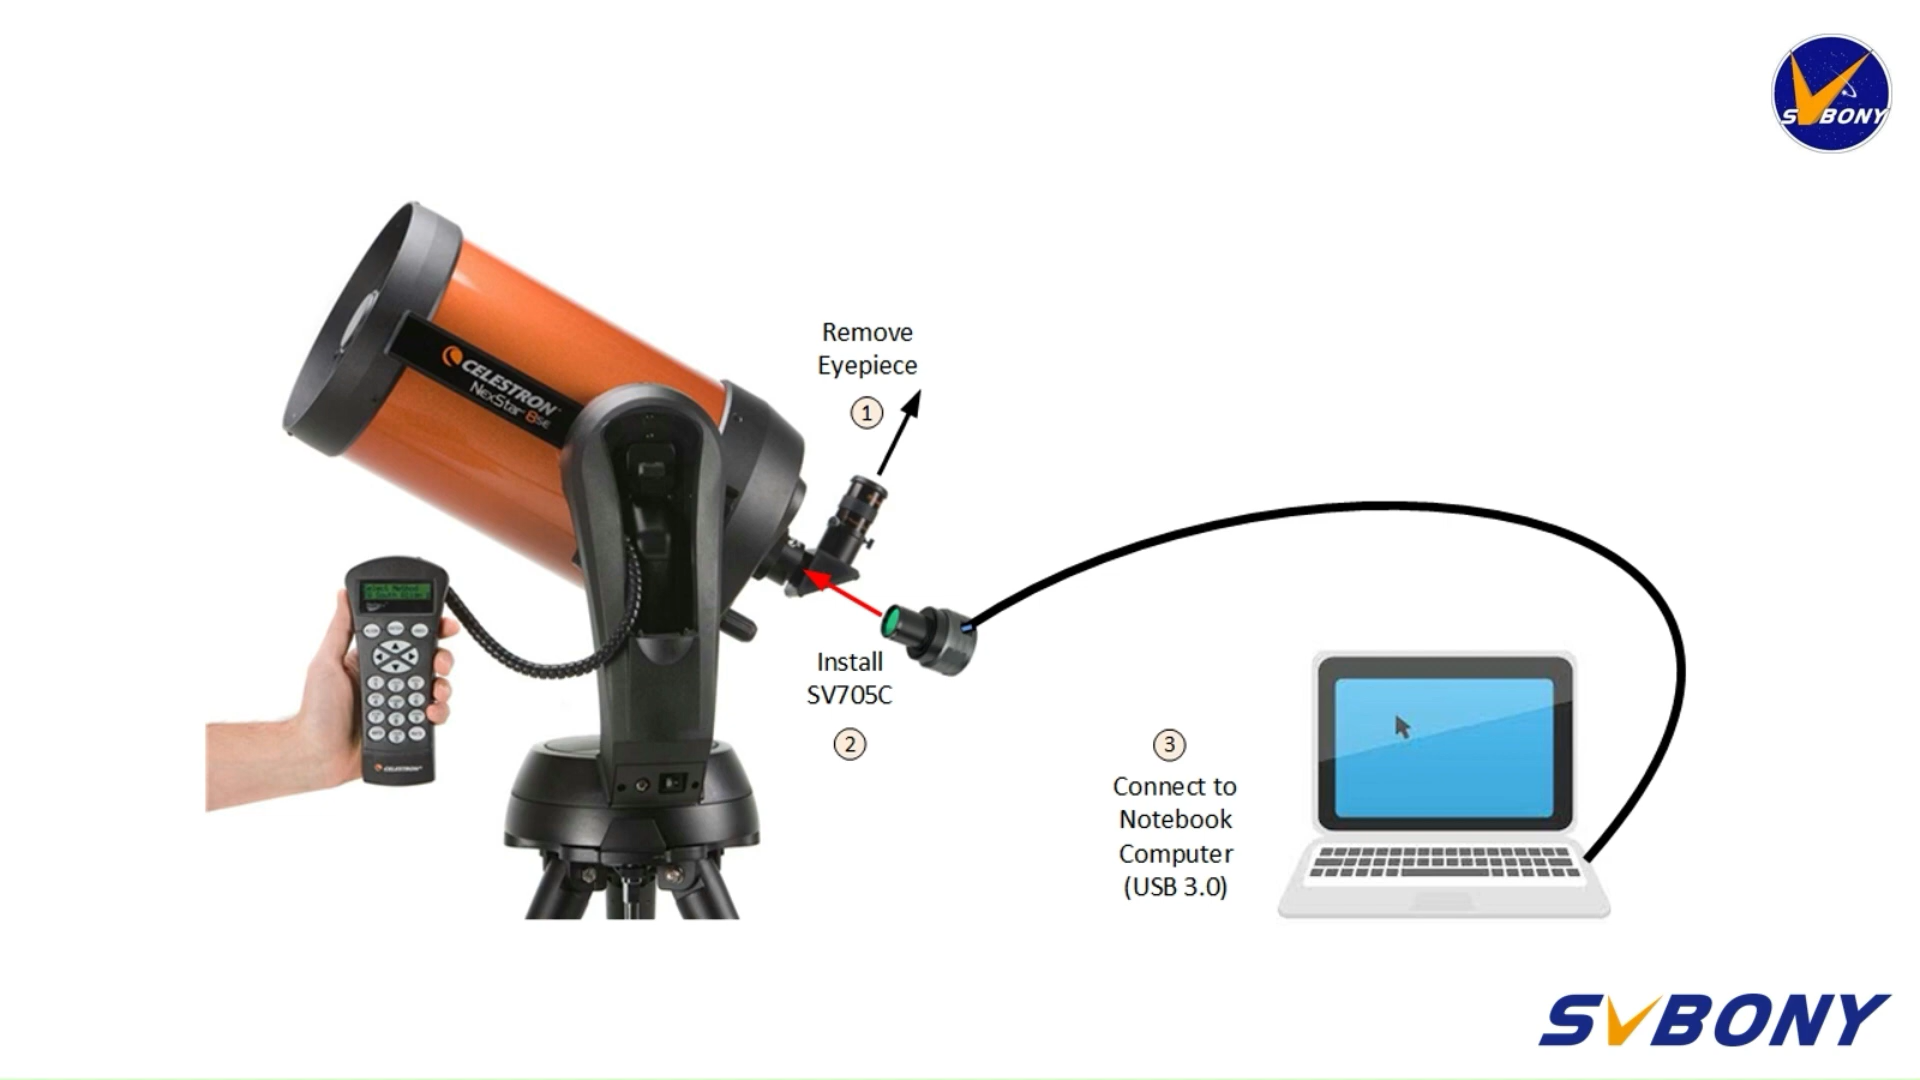 SVBONY
CELESTRON
NexStar 8SE
Remove
Eyepiece
1
Install
SV705C
2
3
Connect to
Notebook
Computer
(USB 3.0)
CELESTRON
SVBONY